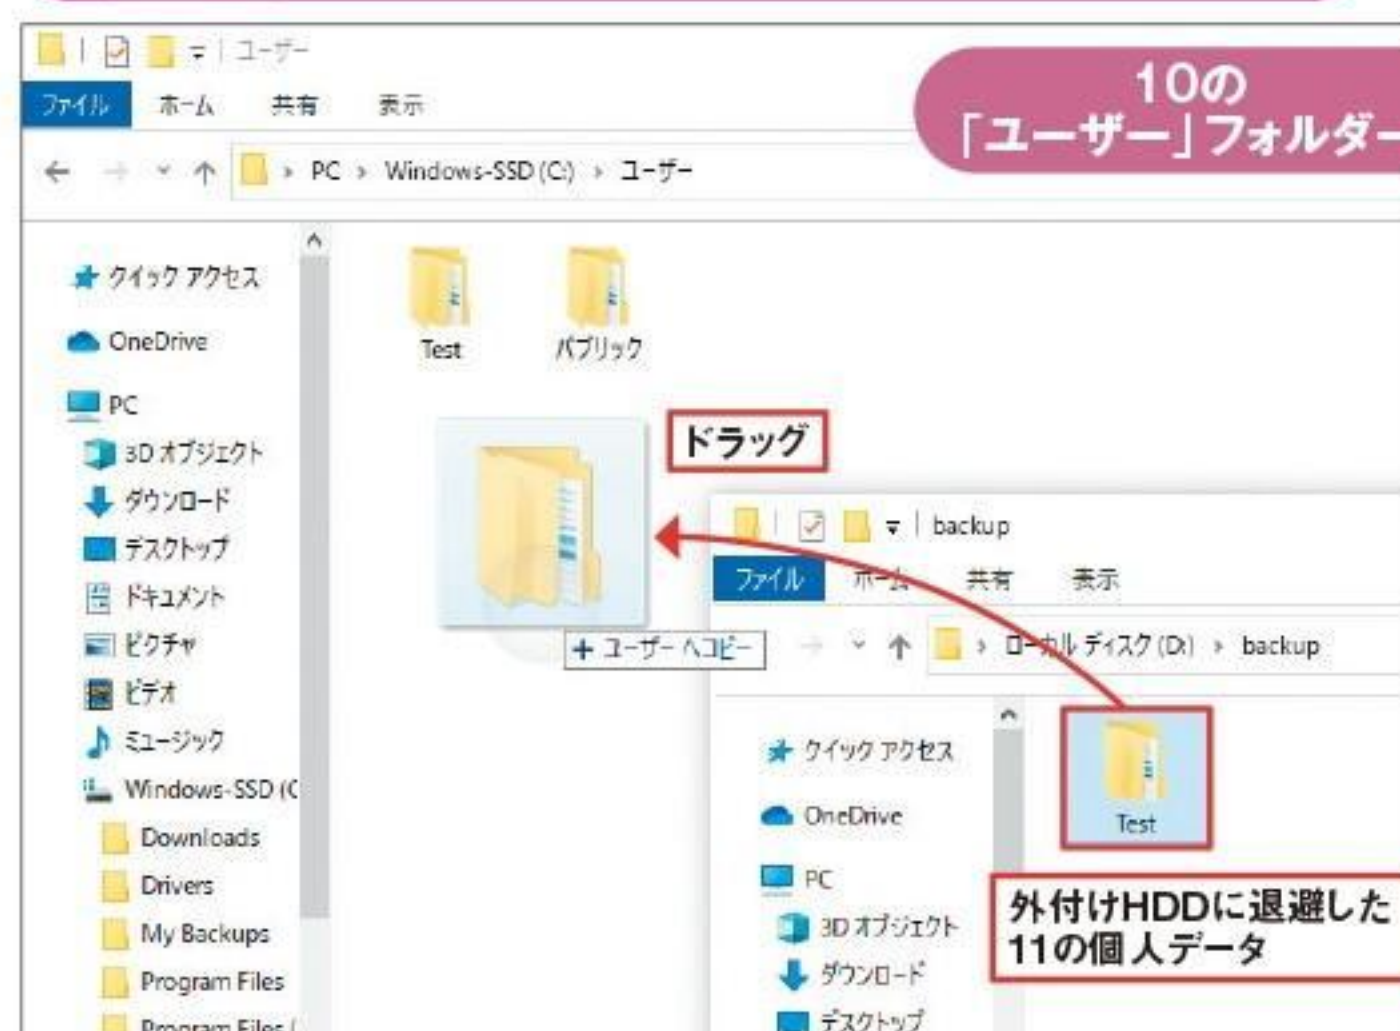 ユーザー
10の
「ユーザー」フォルダー
ファイル ホーム 共有 表示
PC › Windows-SSD (C:) › ユーザー
クイック アクセス
OneDrive
PC
3D オブジェクト
ダウンロード
デスクトップ
ドキュメント
ピクチャ
ビデオ
ミュージック
Windows-SSD (C
Downloads
Drivers
My Backups
Program Files
Program Files (
Test
パブリック
ドラッグ
+ ユーザー へコピー
backup
ファイル ホーム 共有 表示
ローカル ディスク (D:) › backup
クイック アクセス
OneDrive
PC
3D オブジェクト
ダウンロード
デスクトップ
Test
外付けHDDに退避した
11の個人データ